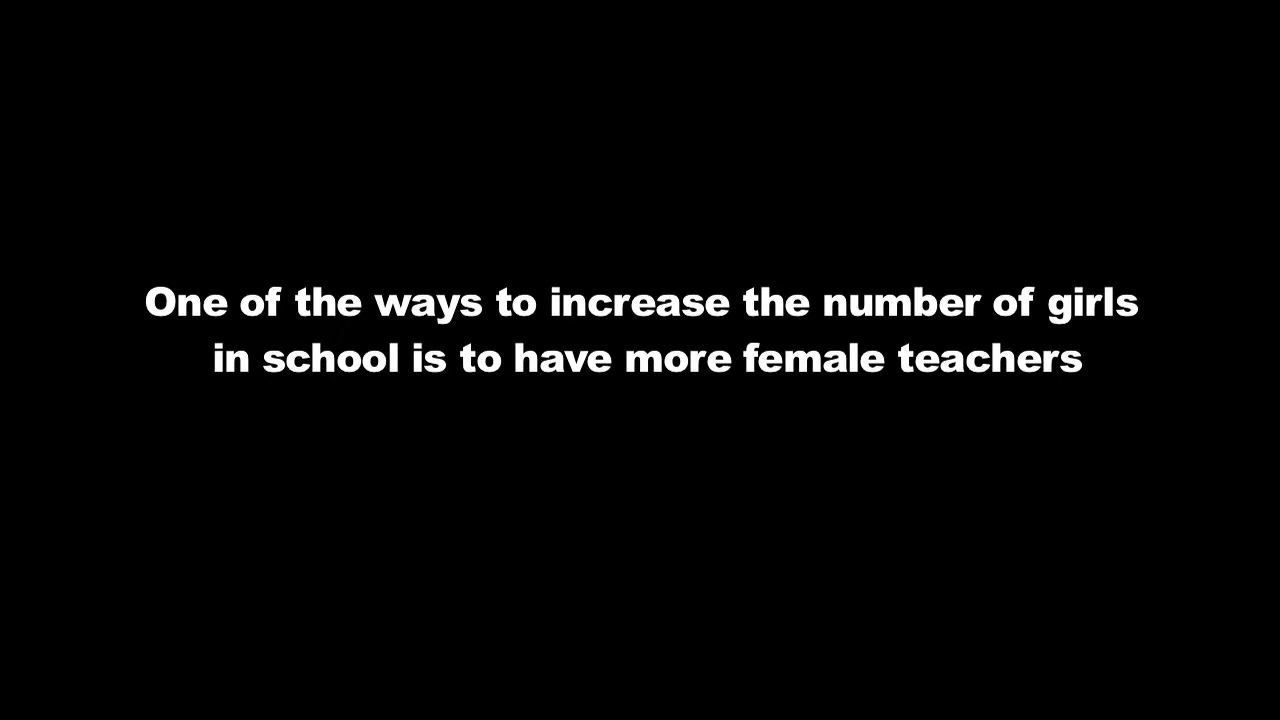 One of the ways to increase the number of girls
in school is to have more female teachers